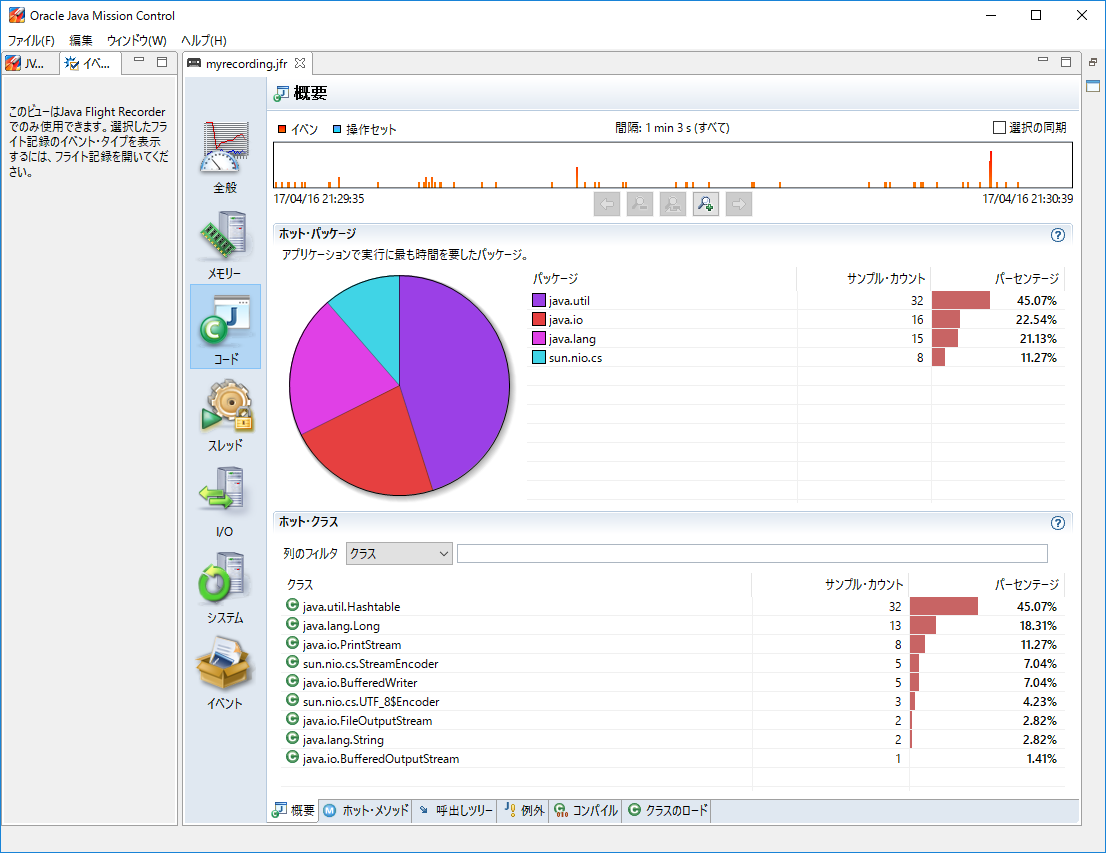 Oracle Java Mission Control
ファイル(F) 編集 ウィンドウ(W) ヘルプ(H)
JV... イベ...
このビューはJava Flight Recorder
でのみ使用できます。選択したフラ
イト記録のイベント・タイプを表示
するには、フライト記録を開いてくだ
さい。
myrecording.jfr
全般
メモリー
コード
スレッド
I/O
システム
イベント
概要
イベン 操作セット 間隔: 1 min 3 s (すべて) 選択の同期
17/04/16 21:29:35 17/04/16 21:30:39
ホット・パッケージ
アプリケーションで実行に最も時間を要したパッケージ。
パッケージ サンプル・カウント パーセンテージ
java.util 32 45.07%
java.io 16 22.54%
java.lang 15 21.13%
sun.nio.cs 8 11.27%
ホット・クラス
列のフィルタ クラス
クラス サンプル・カウント パーセンテージ
java.util.Hashtable 32 45.07%
java.lang.Long 13 18.31%
java.io.PrintStream 8 11.27%
sun.nio.cs.StreamEncoder 5 7.04%
java.io.BufferedWriter 5 7.04%
sun.nio.cs.UTF_8$Encoder 3 4.23%
java.io.FileOutputStream 2 2.82%
java.lang.String 2 2.82%
java.io.BufferedOutputStream 1 1.41%
概要 ホット・メソッド 呼出しツリー 例外 コンパイル クラスのロード